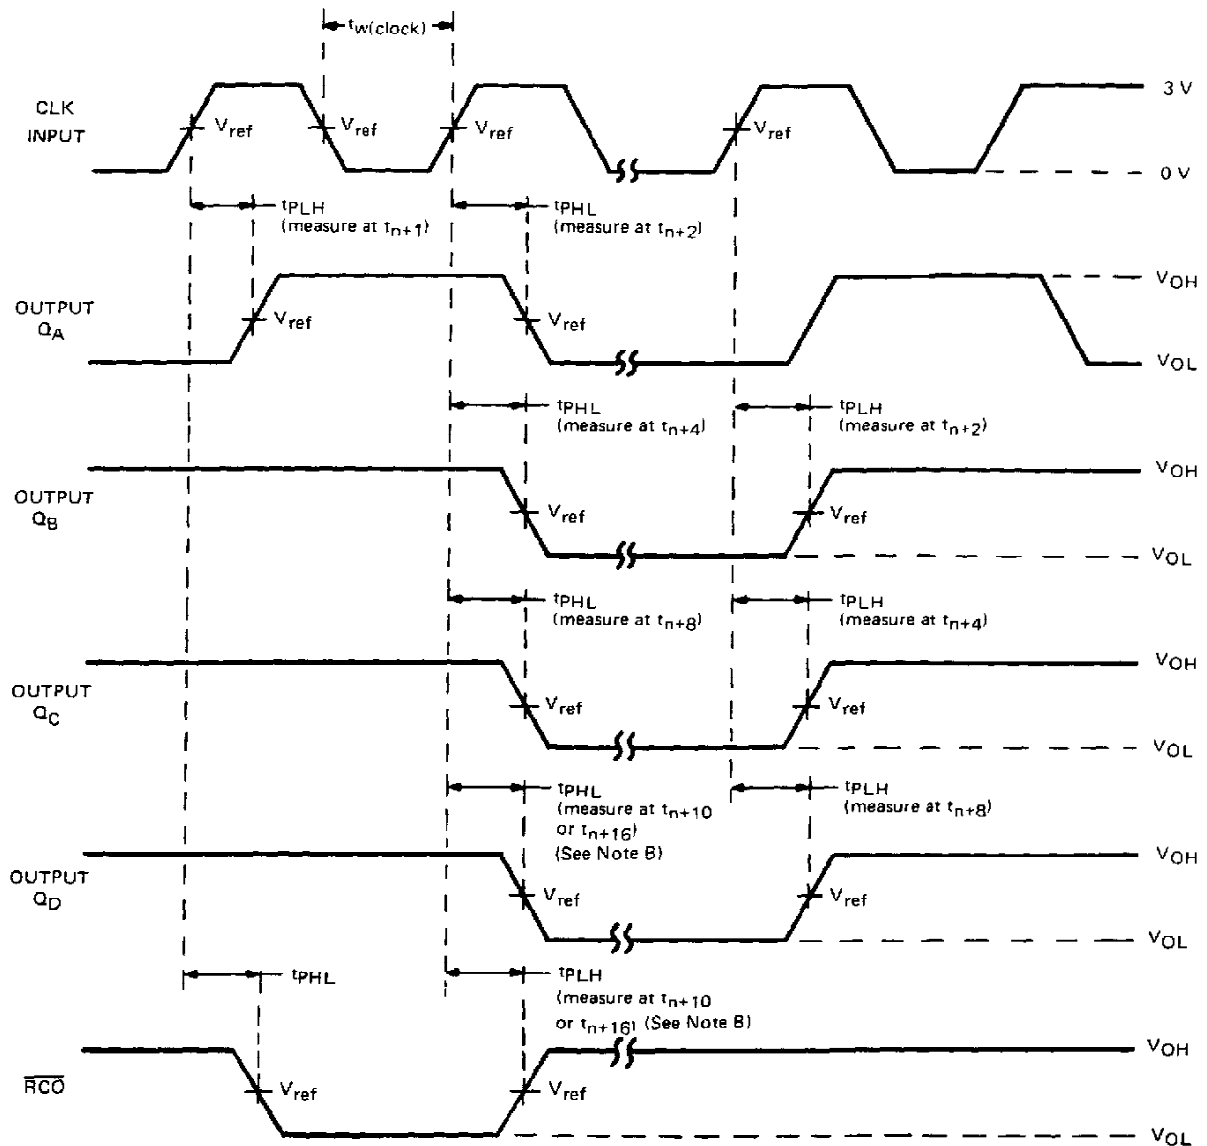 tw(clock)
CLK
INPUT
Vref
Vref
Vref
Vref
3 V
0 V
tPLH
(measure at tn+1)
tPHL
(measure at tn+2)
OUTPUT
QA
Vref
Vref
VOH
VOL
tPHL
(measure at tn+4)
tPLH
(measure at tn+2)
OUTPUT
QB
Vref
Vref
VOH
VOL
tPHL
(measure at tn+8)
tPLH
(measure at tn+4)
OUTPUT
QC
Vref
Vref
VOH
VOL
tPHL
(measure at tn+10
or tn+16)
(See Note B)
tPLH
(measure at tn+8)
OUTPUT
QD
Vref
Vref
VOH
VOL
tPHL
tPLH
(measure at tn+10
or tn+16) (See Note B)
RCO
Vref
Vref
VOH
VOL